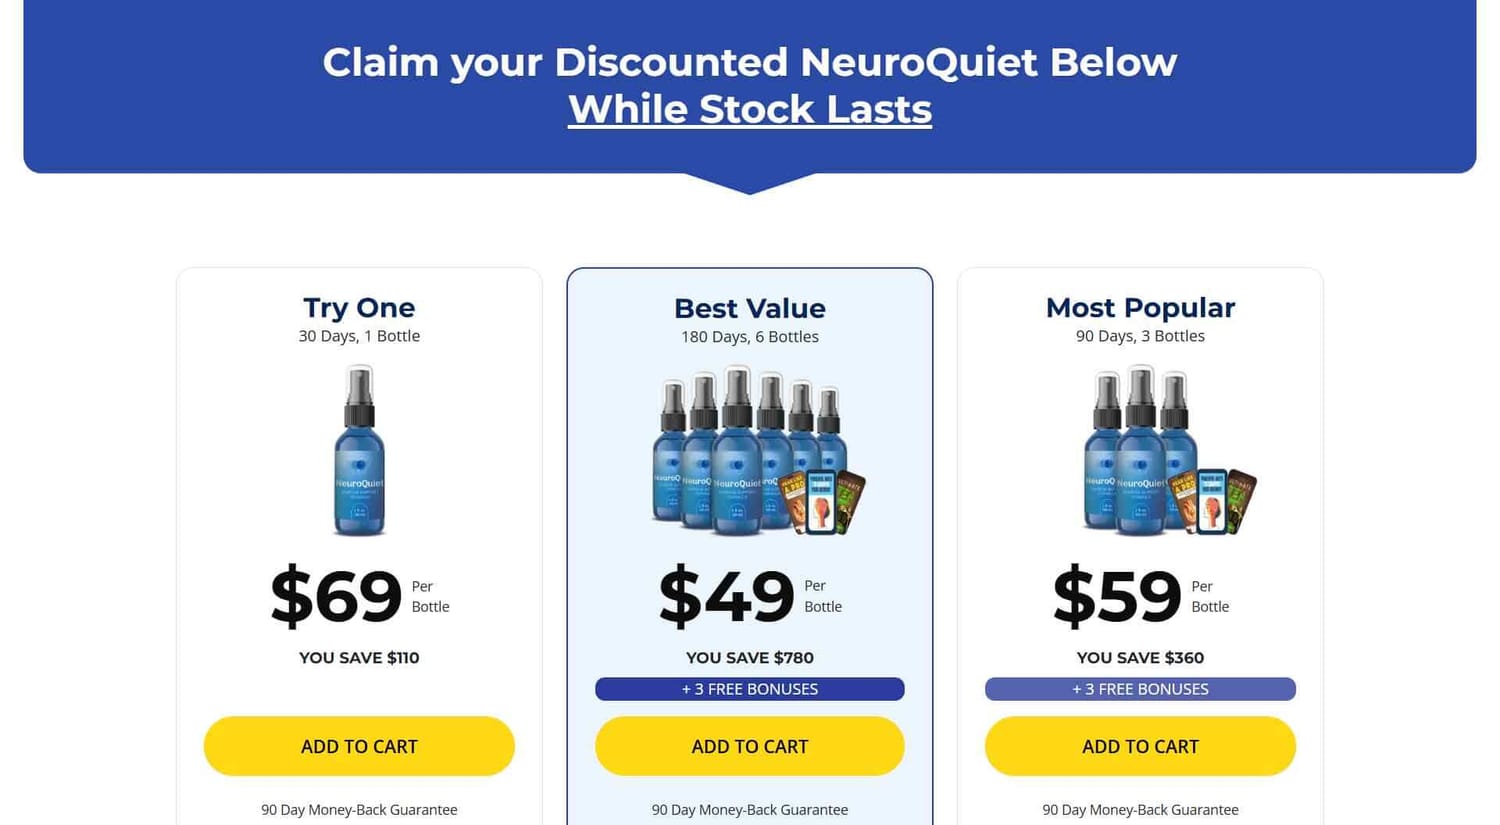 Claim your Discounted NeuroQuiet Below
While Stock Lasts
Try One
30 Days, 1 Bottle
NeuroQuiet
$69 Per
Bottle
YOU SAVE $110
ADD TO CART
90 Day Money-Back Guarantee
Best Value
180 Days, 6 Bottles
NeuroQuiet
$49 Per
Bottle
YOU SAVE $780
+ 3 FREE BONUSES
ADD TO CART
90 Day Money-Back Guarantee
Most Popular
90 Days, 3 Bottles
NeuroQuiet
$59 Per
Bottle
YOU SAVE $360
+ 3 FREE BONUSES
ADD TO CART
90 Day Money-Back Guarantee